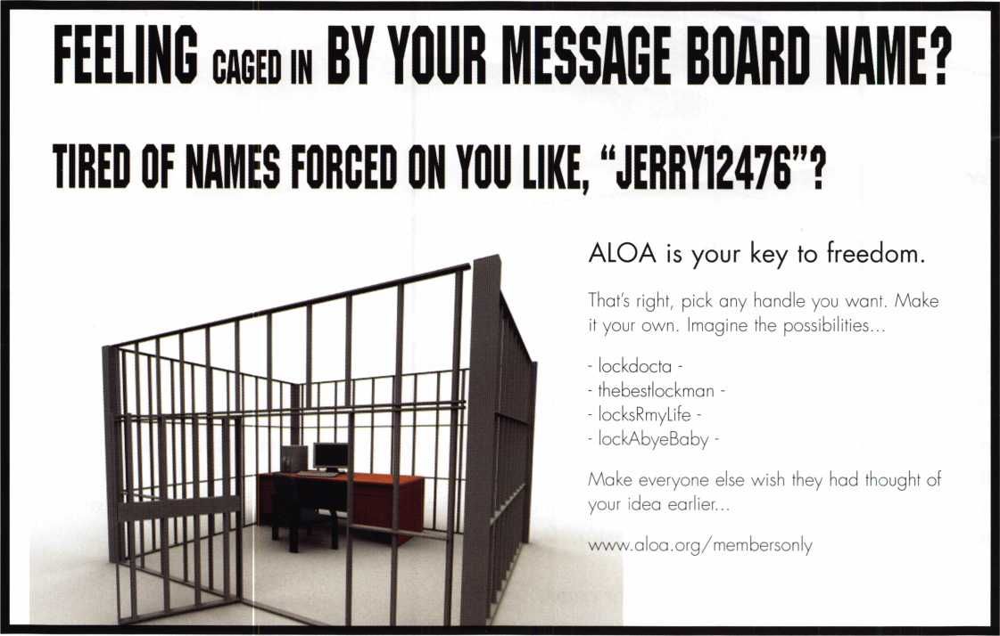 FEELING CAGED IN BY YOUR MESSAGE BOARD NAME?
TIRED OF NAMES FORCED ON YOU LIKE, “JERRY12476”?
ALOA is your key to freedom.
That's right, pick any handle you want. Make
it your own. Imagine the possibilities...
- lockdocta -
- thebestlockman -
- locksRmyLife -
- lockAbyeBaby -
Make everyone else wish they had thought of
your idea earlier...
www.aloa.org/membersonly